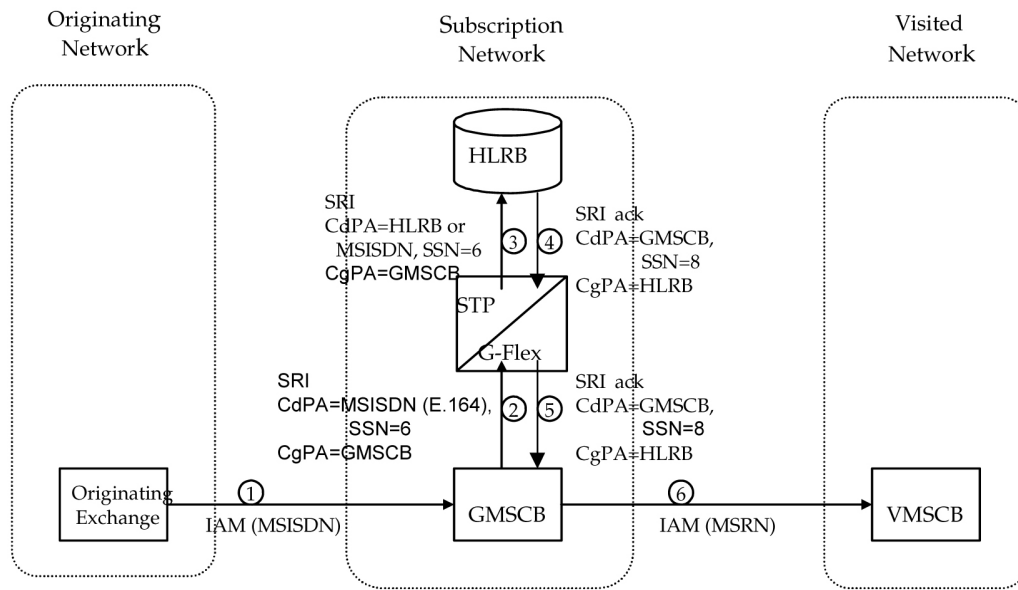 Originating
Network
Subscription
Network
Visited
Network
HLRB
SRI
CdPA=HLRB or
MSISDN, SSN=6
CgPA=GMSCB
3
4
SRI ack
CdPA=GMSCB,
SSN=8
CgPA=HLRB
STP
G-Flex
SRI
CdPA=MSISDN (E.164),
SSN=6
CgPA=GMSCB
2
5
SRI ack
CdPA=GMSCB,
SSN=8
CgPA=HLRB
Originating
Exchange
1
IAM (MSISDN)
GMSCB
6
IAM (MSRN)
VMSCB